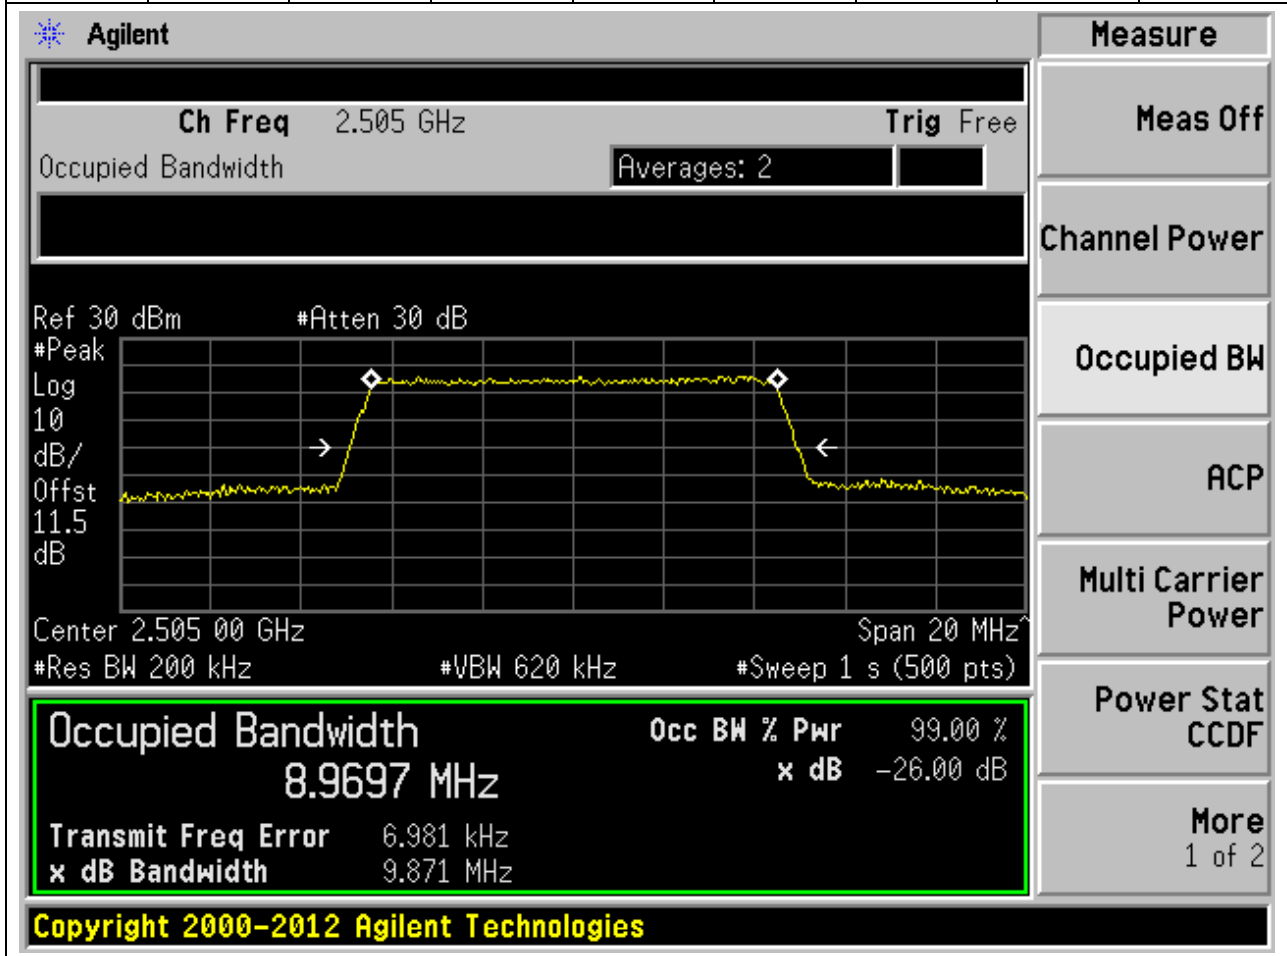 Agilent
Measure
Ch Freq 2.505 GHz Trig Free
Meas Off
Occupied Bandwidth Averages: 2
Channel Power
Ref 30 dBm #Atten 30 dB
#Peak
Log
10
dB/
Offst
11.5
dB
Occupied BW
ACP
Center 2.505 00 GHz Span 20 MHz^
#Res BW 200 kHz #VBW 620 kHz #Sweep 1 s (500 pts)
Multi Carrier
Power
Occupied Bandwidth Occ BW % Pwr 99.00 %
8.9697 MHz x dB -26.00 dB
Transmit Freq Error 6.981 kHz
x dB Bandwidth 9.871 MHz
Power Stat
CCDF
More
1 of 2
Copyright 2000-2012 Agilent Technologies